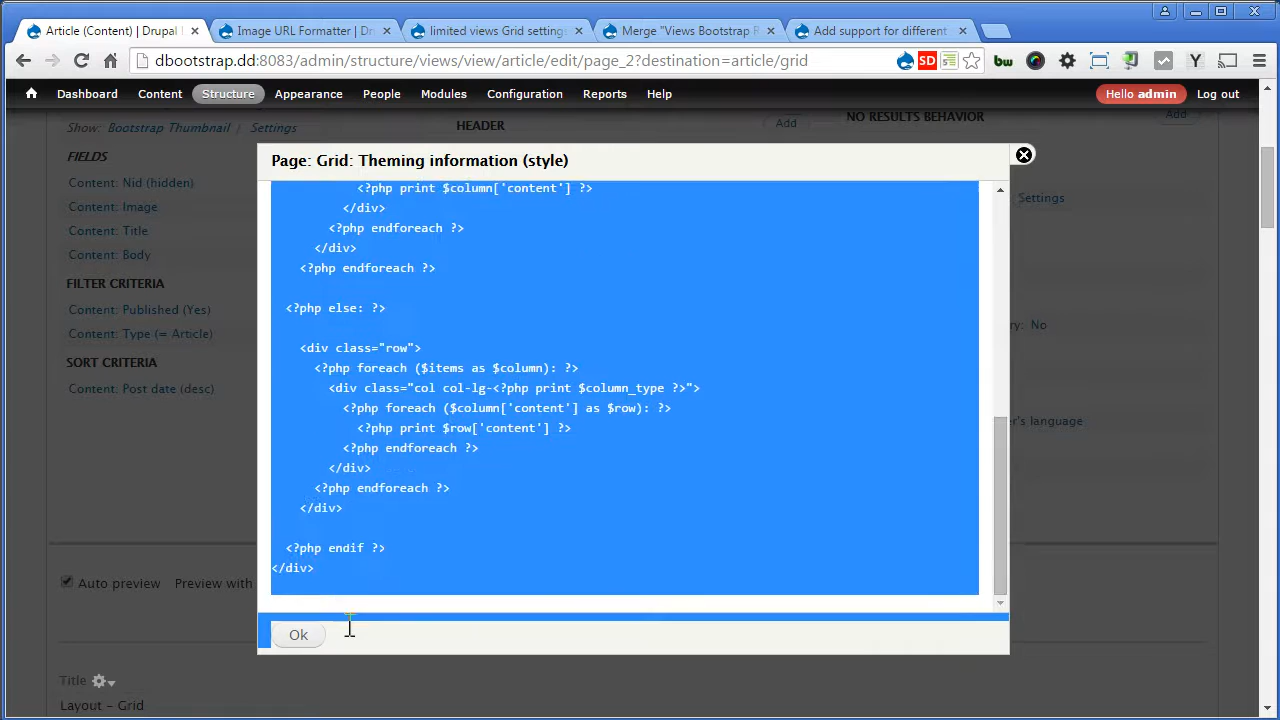 Article (Content) | Drupal
Image URL Formatter | Dr
limited views Grid setting
Merge "Views Bootstrap R
Add support for different
dbootstrap.dd:8083/admin/structure/views/view/article/edit/page_2?destination=article/grid
SD
bw
Y
Dashboard Content Structure Appearance People Modules Configuration Reports Help
Hello admin Log out
Show: Bootstrap Thumbnail | Settings
HEADER
Add
NO RESULTS BEHAVIOR
Add
FIELDS
Content: Nid (hidden)
Content: Image
Content: Title
Content: Body
FILTER CRITERIA
Content: Published (Yes)
Content: Type (= Article)
SORT CRITERIA
Content: Post date (desc)
Settings
ry: No
r's language
Page: Grid: Theming information (style)
<?php print $column['content'] ?>
</div>
<?php endforeach ?>
</div>
<?php endforeach ?>
<?php else: ?>
<div class="row">
<?php foreach ($items as $column): ?>
<div class="col col-lg-<?php print $column_type ?>">
<?php foreach ($column['content'] as $row): ?>
<?php print $row['content'] ?>
<?php endforeach ?>
</div>
<?php endforeach ?>
</div>
<?php endif ?>
</div>
Ok
Auto preview Preview with
Title
Layout - Grid